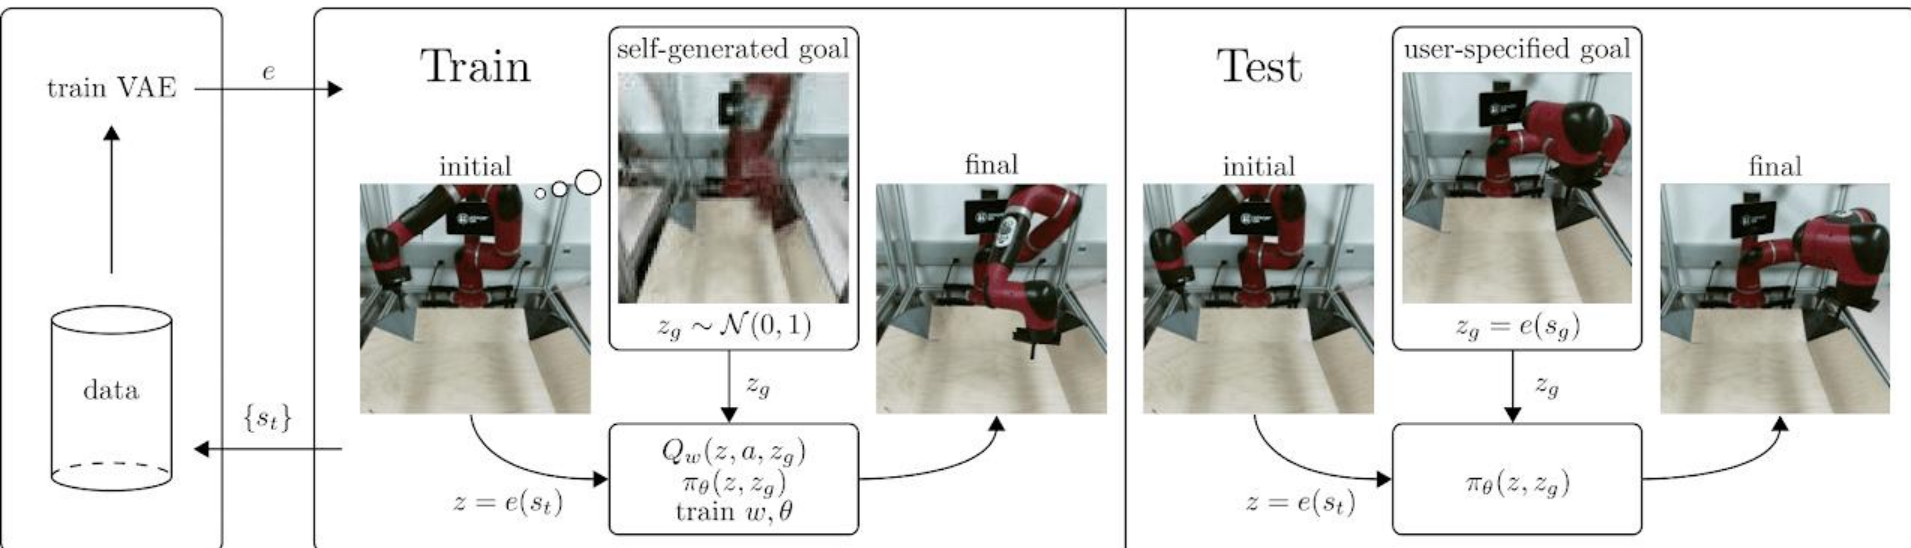 train VAE
e
data
{s_t}
Train
initial
self-generated goal
z_g ∼ 𝒩(0, 1)
z_g
final
z = e(s_t)
Q_w(z, a, z_g)
π_θ(z, z_g)
train w, θ
Test
initial
user-specified goal
z_g = e(s_g)
z_g
final
z = e(s_t)
π_θ(z, z_g)